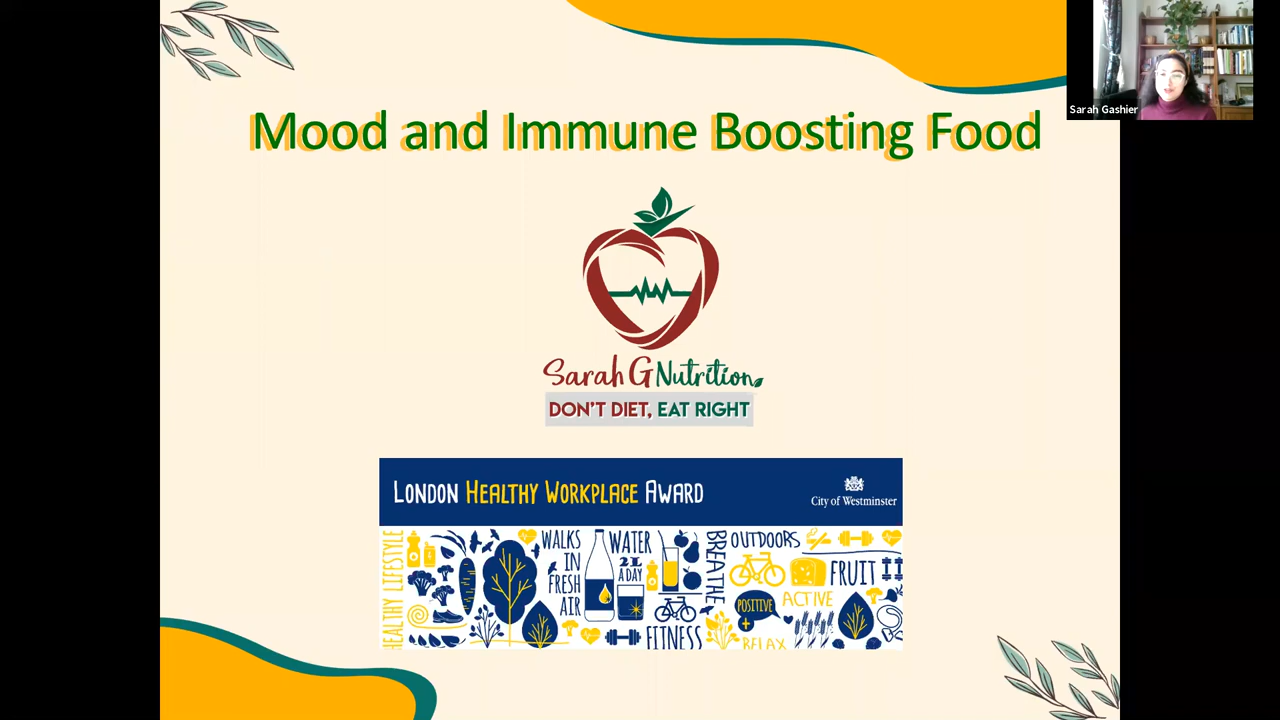 Mood and Immune Boosting Food
Sarah Gashier
Sarah G Nutrition
DON'T DIET, EAT RIGHT
LONDON HEALTHY WORKPLACE AWARD
City of Westminster
HEALTHY LIFESTYLE
WALKS
IN
FRESH
AIR
WATER
2L
A DAY
FITNESS
BREATHE
OUTDOORS
FRUIT
POSITIVE
+
ACTIVE
RELAX